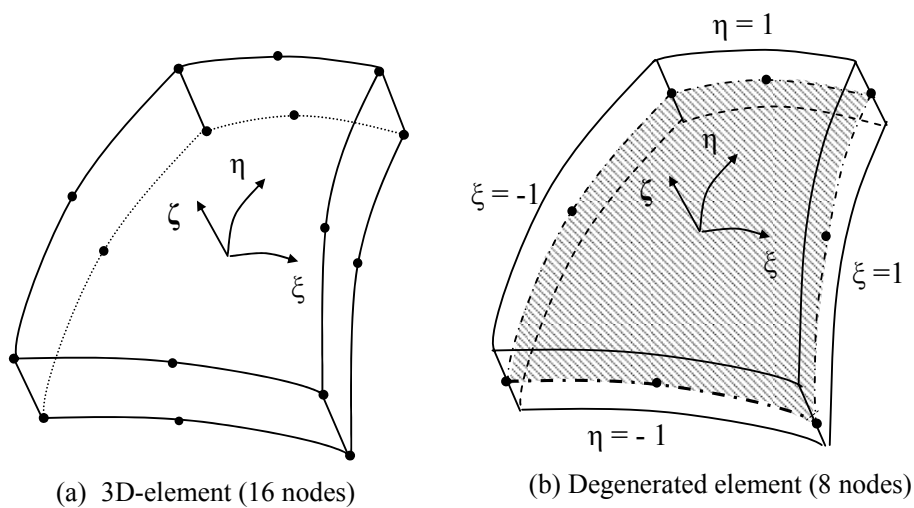 η = 1
η
ζ
ξ
η
ζ
ξ
ξ = -1
ξ =1
η = - 1
(a) 3D-element (16 nodes)
(b) Degenerated element (8 nodes)